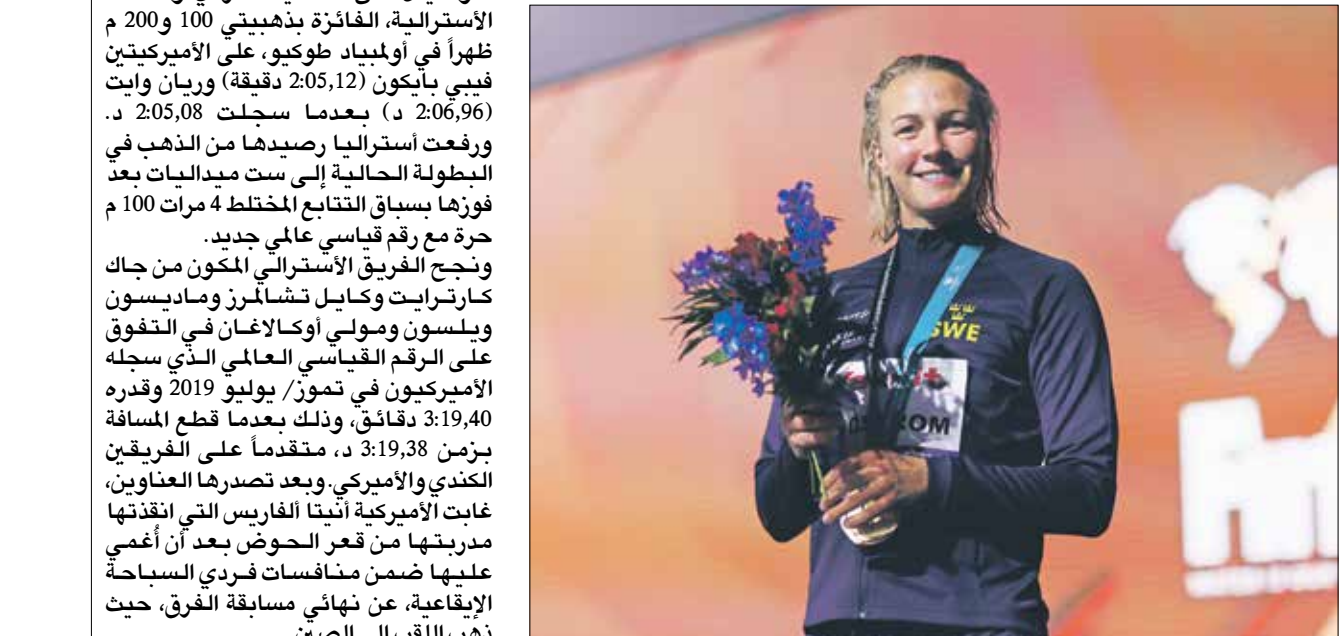 الأسترالية، الفائزة بذهبيتي 100 و200 م
ظهراً في أولمبياد طوكيو، على الأميركيتين
فيبي بايكون (2:05,12 دقيقة) وريان وايت
(2:06,96 د) بعدما سجلت 2:05,08 د.
ورفعت أستراليا رصيدها من الذهب في
البطولة الحالية إلى ست ميداليات بعد
فوزها بسباق التتابع المختلط 4 مرات 100 م
حرة مع رقم قياسي عالمي جديد.
ونجح الفريق الأسترالي المكون من جاك
كارترايت وكايل تشالمرز وماديسون
ويلسون ومولي أوكالاغان في التفوق
على الرقم القياسي العالمي الذي سجله
الأميركيون في تموز/ يوليو 2019 وقدره
3:19,40 دقائق، وذلك بعدما قطع المسافة
بزمن 3:19,38 د، متقدماً على الفريقين
الكندي والأميركي.وبعد تصدرها العناوين،
غابت الأميركية أنيتا ألفاريس التي انقذتها
مدربتها من قعر الحوض بعد أن أُغمي
عليها ضمن منافسات فردي السباحة
الإيقاعية، عن نهائي مسابقة الفرق، حيث
ذهب اللقب إلى الصين
SWE